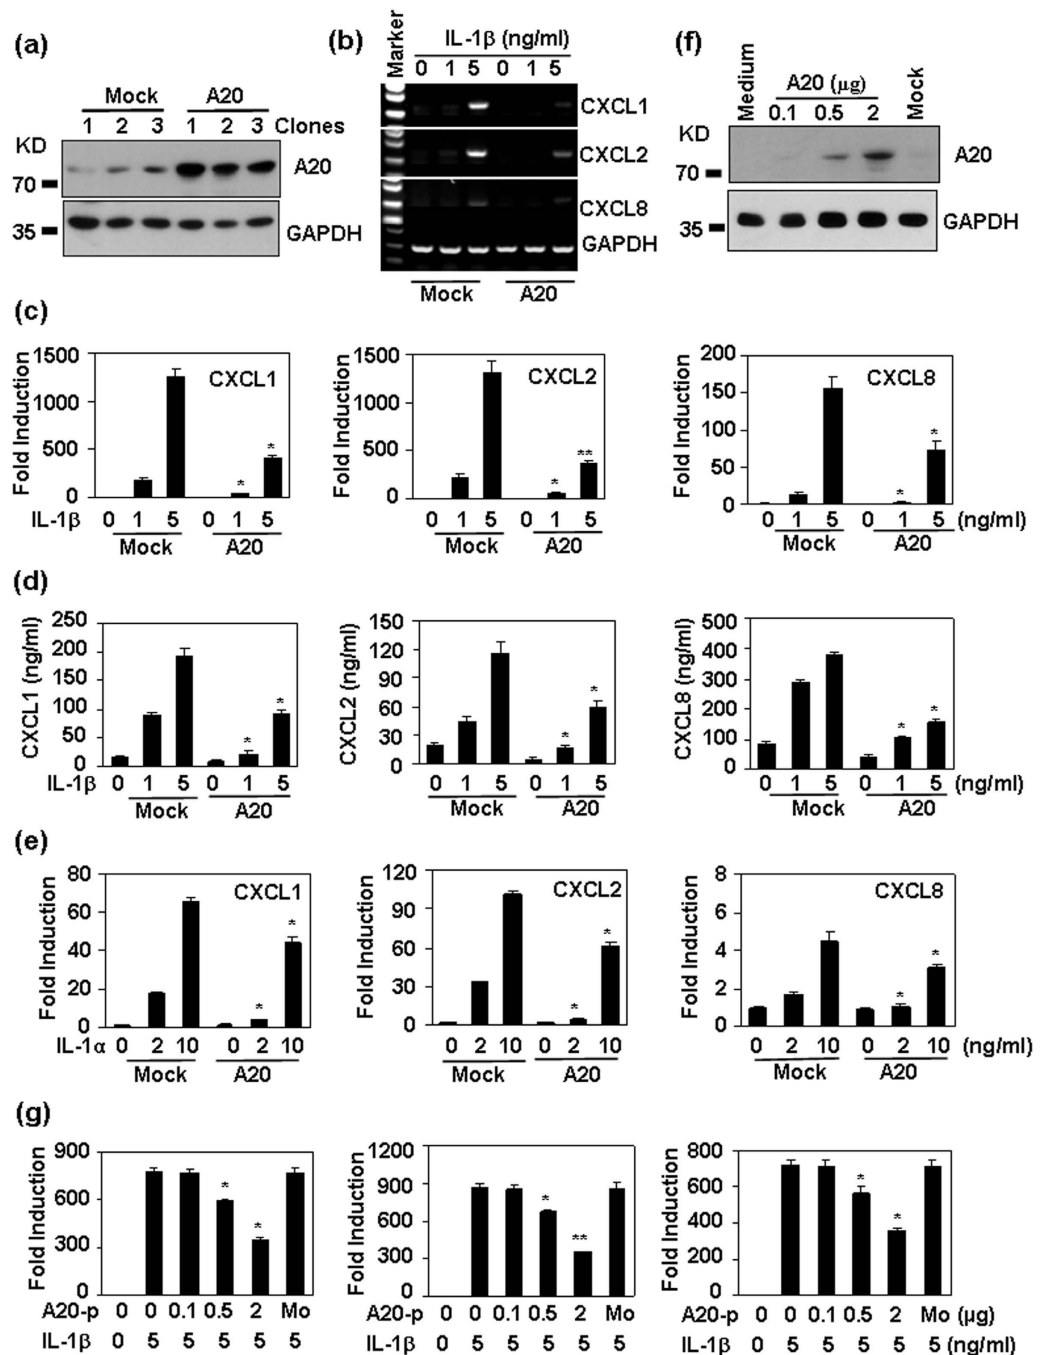 (a)
Mock A20
1 2 3 1 2 3 Clones
KD
70
A20
35
GAPDH
(b)
Marker
IL-1β (ng/ml)
0 1 5 0 1 5
CXCL1
CXCL2
CXCL8
GAPDH
Mock A20
(f)
Medium
A20 (µg)
0.1 0.5 2
Mock
KD
70
A20
35
GAPDH
(c)
Fold Induction
1500
1000
500
0
CXCL1
* *
IL-1β 0 1 5 0 1 5
Mock A20
Fold Induction
1500
1000
500
0
CXCL2
* **
0 1 5 0 1 5
Mock A20
Fold Induction
200
150
100
50
0
CXCL8
* *
0 1 5 0 1 5 (ng/ml)
Mock A20
(d)
CXCL1 (ng/ml)
250
200
150
100
50
0
* *
IL-1β 0 1 5 0 1 5
Mock A20
CXCL2 (ng/ml)
150
120
90
60
30
0
* *
0 1 5 0 1 5
Mock A20
CXCL8 (ng/ml)
500
400
300
200
100
0
* *
0 1 5 0 1 5 (ng/ml)
Mock A20
(e)
Fold Induction
80
60
40
20
0
CXCL1
* *
IL-1α 0 2 10 0 2 10
Mock A20
Fold Induction
120
90
60
30
0
CXCL2
* *
0 2 10 0 2 10
Mock A20
Fold Induction
8
6
4
2
0
CXCL8
* *
0 2 10 0 2 10 (ng/ml)
Mock A20
(g)
Fold Induction
900
600
300
0
* *
A20-p 0 0 0.1 0.5 2 Mo
IL-1β 0 5 5 5 5 5
Fold Induction
1200
900
600
300
0
* **
A20-p 0 0 0.1 0.5 2 Mo
IL-1β 0 5 5 5 5 5
Fold Induction
800
600
400
200
0
* *
A20-p 0 0 0.1 0.5 2 Mo (µg)
IL-1β 0 5 5 5 5 5 (ng/ml)